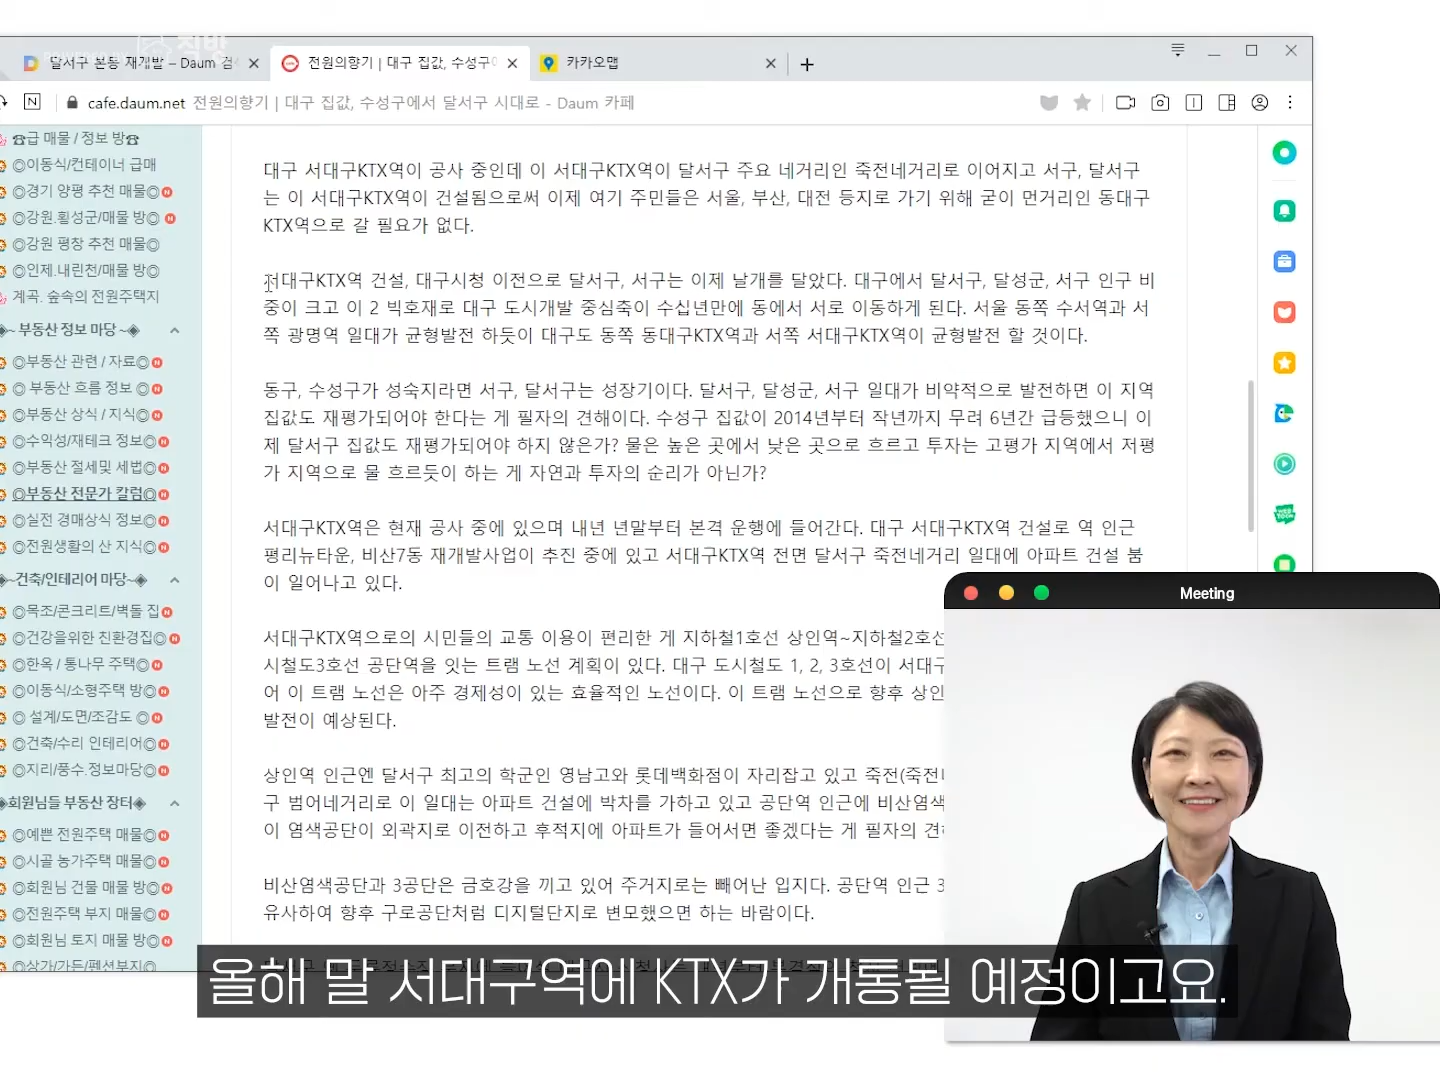 직방
달서구 본동 재개발 – Daum 검
전원의향기 | 대구 집값, 수성구에
카카오맵
N
cafe.daum.net 전원의향기 | 대구 집값, 수성구에서 달서구 시대로 - Daum 카페
☎급 매물 / 정보 방☎
◎이동식/컨테이너 급매
◎경기 양평 추천 매물◎
◎강원.횡성군/매물 방◎
◎강원 평창 추천 매물◎
◎인제.내린천/매물 방◎
계곡. 숲속의 전원주택지
◈~ 부동산 정보 마당 ~◈
◎부동산 관련 / 자료◎
◎ 부동산 흐름 정보 ◎
◎부동산 상식 / 지식◎
◎수익성/재테크 정보◎
◎부동산 절세및 세법◎
◎부동산 전문가 칼럼◎
◎실전 경매상식 정보◎
◎전원생활의 산 지식◎
◈~건축/인테리어 마당~◈
◎목조/콘크리트/벽돌 집
◎건강을위한 친환경집◎
◎한옥 / 통나무 주택◎
◎이동식/소형주택 방◎
◎ 설계/도면/조감도 ◎
◎건축/수리 인테리어◎
◎지리/풍수.정보마당◎
◈회원님들 부동산 장터◈
◎예쁜 전원주택 매물◎
◎시골 농가주택 매물◎
◎회원님 건물 매물 방◎
◎전원주택 부지 매물◎
◎회원님 토지 매물 방◎
◎상가/가든/펜션부지◎
대구 서대구KTX역이 공사 중인데 이 서대구KTX역이 달서구 주요 네거리인 죽전네거리로 이어지고 서구, 달서구
는 이 서대구KTX역이 건설됨으로써 이제 여기 주민들은 서울, 부산, 대전 등지로 가기 위해 굳이 먼거리인 동대구
KTX역으로 갈 필요가 없다.
서대구KTX역 건설, 대구시청 이전으로 달서구, 서구는 이제 날개를 달았다. 대구에서 달서구, 달성군, 서구 인구 비
중이 크고 이 2 빅호재로 대구 도시개발 중심축이 수십년만에 동에서 서로 이동하게 된다. 서울 동쪽 수서역과 서
쪽 광명역 일대가 균형발전 하듯이 대구도 동쪽 동대구KTX역과 서쪽 서대구KTX역이 균형발전 할 것이다.
동구, 수성구가 성숙지라면 서구, 달서구는 성장기이다. 달서구, 달성군, 서구 일대가 비약적으로 발전하면 이 지역
집값도 재평가되어야 한다는 게 필자의 견해이다. 수성구 집값이 2014년부터 작년까지 무려 6년간 급등했으니 이
제 달서구 집값도 재평가되어야 하지 않은가? 물은 높은 곳에서 낮은 곳으로 흐르고 투자는 고평가 지역에서 저평
가 지역으로 물 흐르듯이 하는 게 자연과 투자의 순리가 아닌가?
서대구KTX역은 현재 공사 중에 있으며 내년 년말부터 본격 운행에 들어간다. 대구 서대구KTX역 건설로 역 인근
평리뉴타운, 비산7동 재개발사업이 추진 중에 있고 서대구KTX역 전면 달서구 죽전네거리 일대에 아파트 건설 붐
이 일어나고 있다.
서대구KTX역으로의 시민들의 교통 이용이 편리한 게 지하철1호선 상인역~지하철2호선
시철도3호선 공단역을 잇는 트램 노선 계획이 있다. 대구 도시철도 1, 2, 3호선이 서대구
어 이 트램 노선은 아주 경제성이 있는 효율적인 노선이다. 이 트램 노선으로 향후 상인
발전이 예상된다.
상인역 인근엔 달서구 최고의 학군인 영남고와 롯데백화점이 자리잡고 있고 죽전(죽전네
구 범어네거리로 이 일대는 아파트 건설에 박차를 가하고 있고 공단역 인근에 비산염색
이 염색공단이 외곽지로 이전하고 후적지에 아파트가 들어서면 좋겠다는 게 필자의 견해
비산염색공단과 3공단은 금호강을 끼고 있어 주거지로는 빼어난 입지다. 공단역 인근 3
유사하여 향후 구로공단처럼 디지털단지로 변모했으면 하는 바람이다.
Meeting
올해 말 서대구역에 KTX가 개통될 예정이고요.